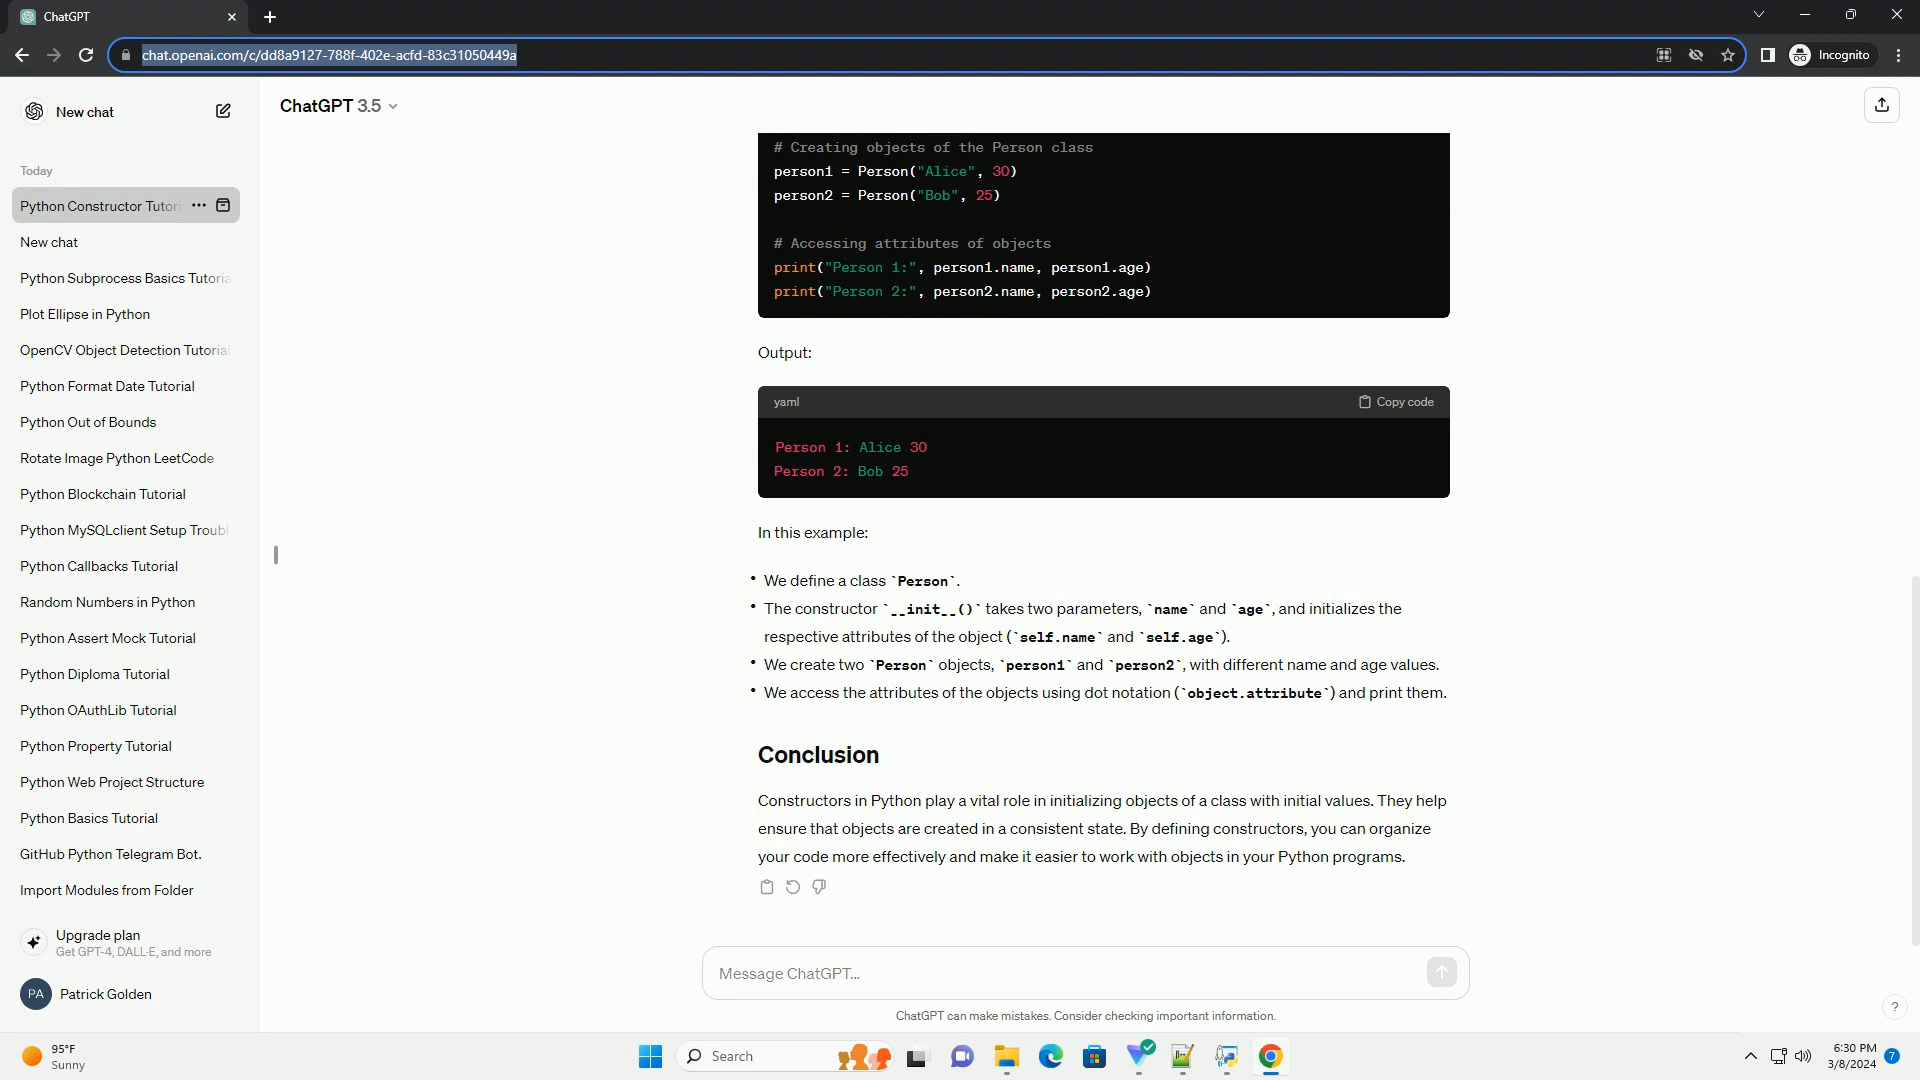 ChatGPT
chat.openai.com/c/dd8a9127-788f-402e-acfd-83c31050449a
Incognito
New chat
ChatGPT 3.5
Today
Python Constructor Tutori
New chat
Python Subprocess Basics Tutoria
Plot Ellipse in Python
OpenCV Object Detection Tutorial
Python Format Date Tutorial
Python Out of Bounds
Rotate Image Python LeetCode
Python Blockchain Tutorial
Python MySQLclient Setup Troubl
Python Callbacks Tutorial
Random Numbers in Python
Python Assert Mock Tutorial
Python Diploma Tutorial
Python OAuthLib Tutorial
Python Property Tutorial
Python Web Project Structure
Python Basics Tutorial
GitHub Python Telegram Bot.
Import Modules from Folder
Upgrade plan
Get GPT-4, DALL·E, and more
PA Patrick Golden
# Creating objects of the Person class
person1 = Person("Alice", 30)
person2 = Person("Bob", 25)
# Accessing attributes of objects
print("Person 1:", person1.name, person1.age)
print("Person 2:", person2.name, person2.age)
Output:
yaml
Copy code
Person 1: Alice 30
Person 2: Bob 25
In this example:
• We define a class `Person`.
• The constructor `__init__()` takes two parameters, `name` and `age`, and initializes the
respective attributes of the object (`self.name` and `self.age`).
• We create two `Person` objects, `person1` and `person2`, with different name and age values.
• We access the attributes of the objects using dot notation (`object.attribute`) and print them.
Conclusion
Constructors in Python play a vital role in initializing objects of a class with initial values. They help
ensure that objects are created in a consistent state. By defining constructors, you can organize
your code more effectively and make it easier to work with objects in your Python programs.
Message ChatGPT...
ChatGPT can make mistakes. Consider checking important information.
?
95°F
Sunny
Search
6:30 PM
3/8/2024
7